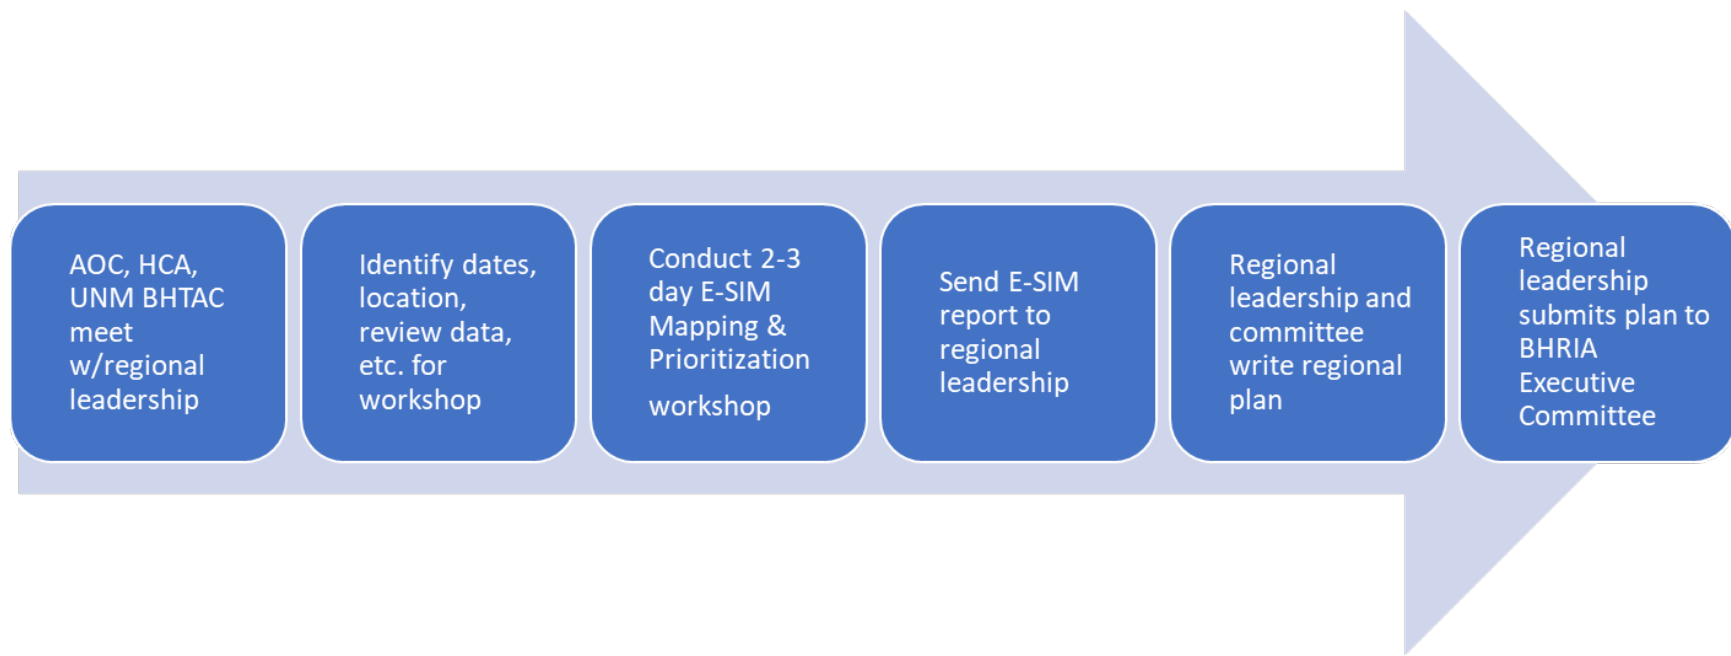 AOC, HCA,
UNM BHTAC
meet
w/regional
leadership
Identify dates,
location,
review data,
etc. for
workshop
Conduct 2-3
day E-SIM
Mapping &
Prioritization
workshop
Send E-SIM
report to
regional
leadership
Regional
leadership and
committee
write regional
plan
Regional
leadership
submits plan to
BHRIA
Executive
Committee